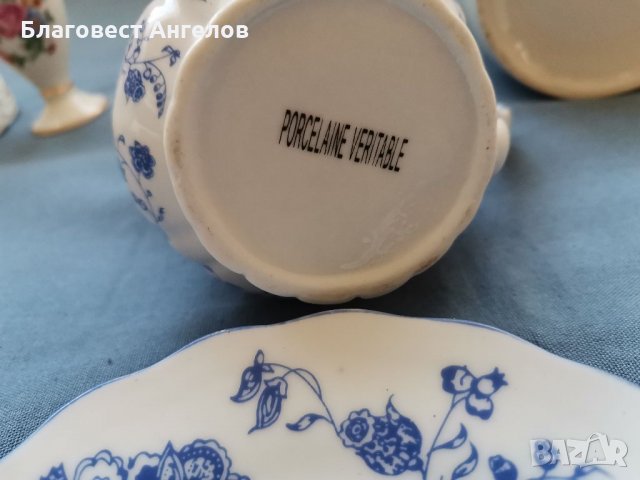 Благовест Ангелов
PORCELAINE VERITABLE
BAZAR